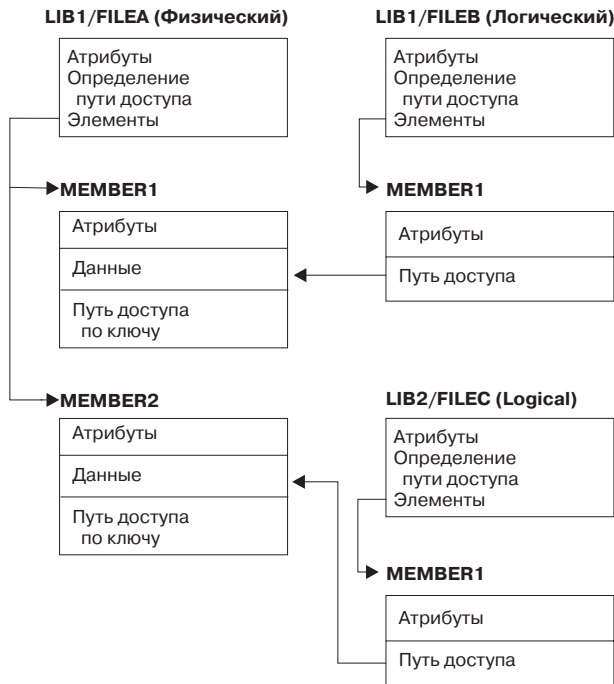 LIB1/FILEA (Физический)
Атрибуты
Определение
пути доступа
Элементы
MEMBER1
Атрибуты
Данные
Путь доступа
по ключу
MEMBER2
Атрибуты
Данные
Путь доступа
по ключу
LIB1/FILEB (Логический)
Атрибуты
Определение
пути доступа
Элементы
MEMBER1
Атрибуты
Путь доступа
LIB2/FILEC (Logical)
Атрибуты
Определение
пути доступа
Элементы
MEMBER1
Атрибуты
Путь доступа